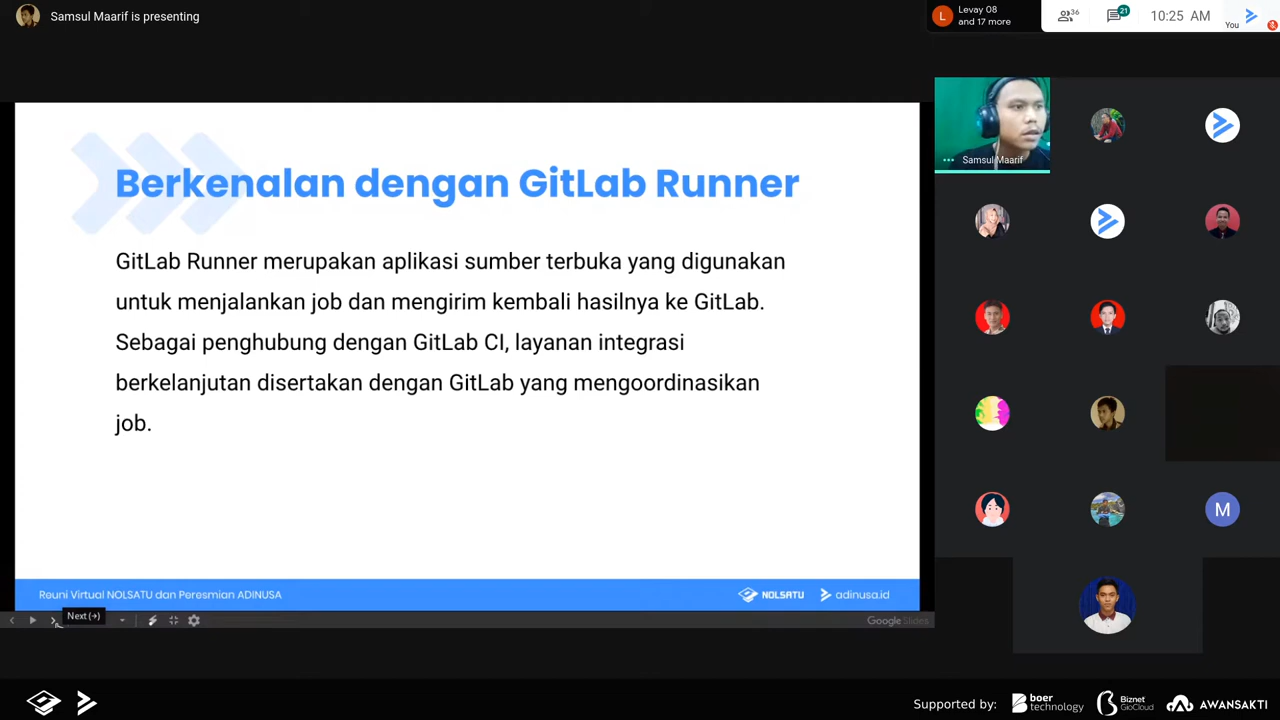 Samsul Maarif is presenting
L
Levay 08
and 17 more
36
21
10:25 AM
You
Samsul Maarif
Berkenalan dengan GitLab Runner
GitLab Runner merupakan aplikasi sumber terbuka yang digunakan
untuk menjalankan job dan mengirim kembali hasilnya ke GitLab.
Sebagai penghubung dengan GitLab CI, layanan integrasi
berkelanjutan disertakan dengan GitLab yang mengoordinasikan
job.
M
Reuni Virtual NOLSATU dan Peresmian ADINUSA
NOLSATU
adinusa.id
Next (→)
Google Slides
Supported by:
boer
technology
Biznet
GioCloud
AWANSAKTI